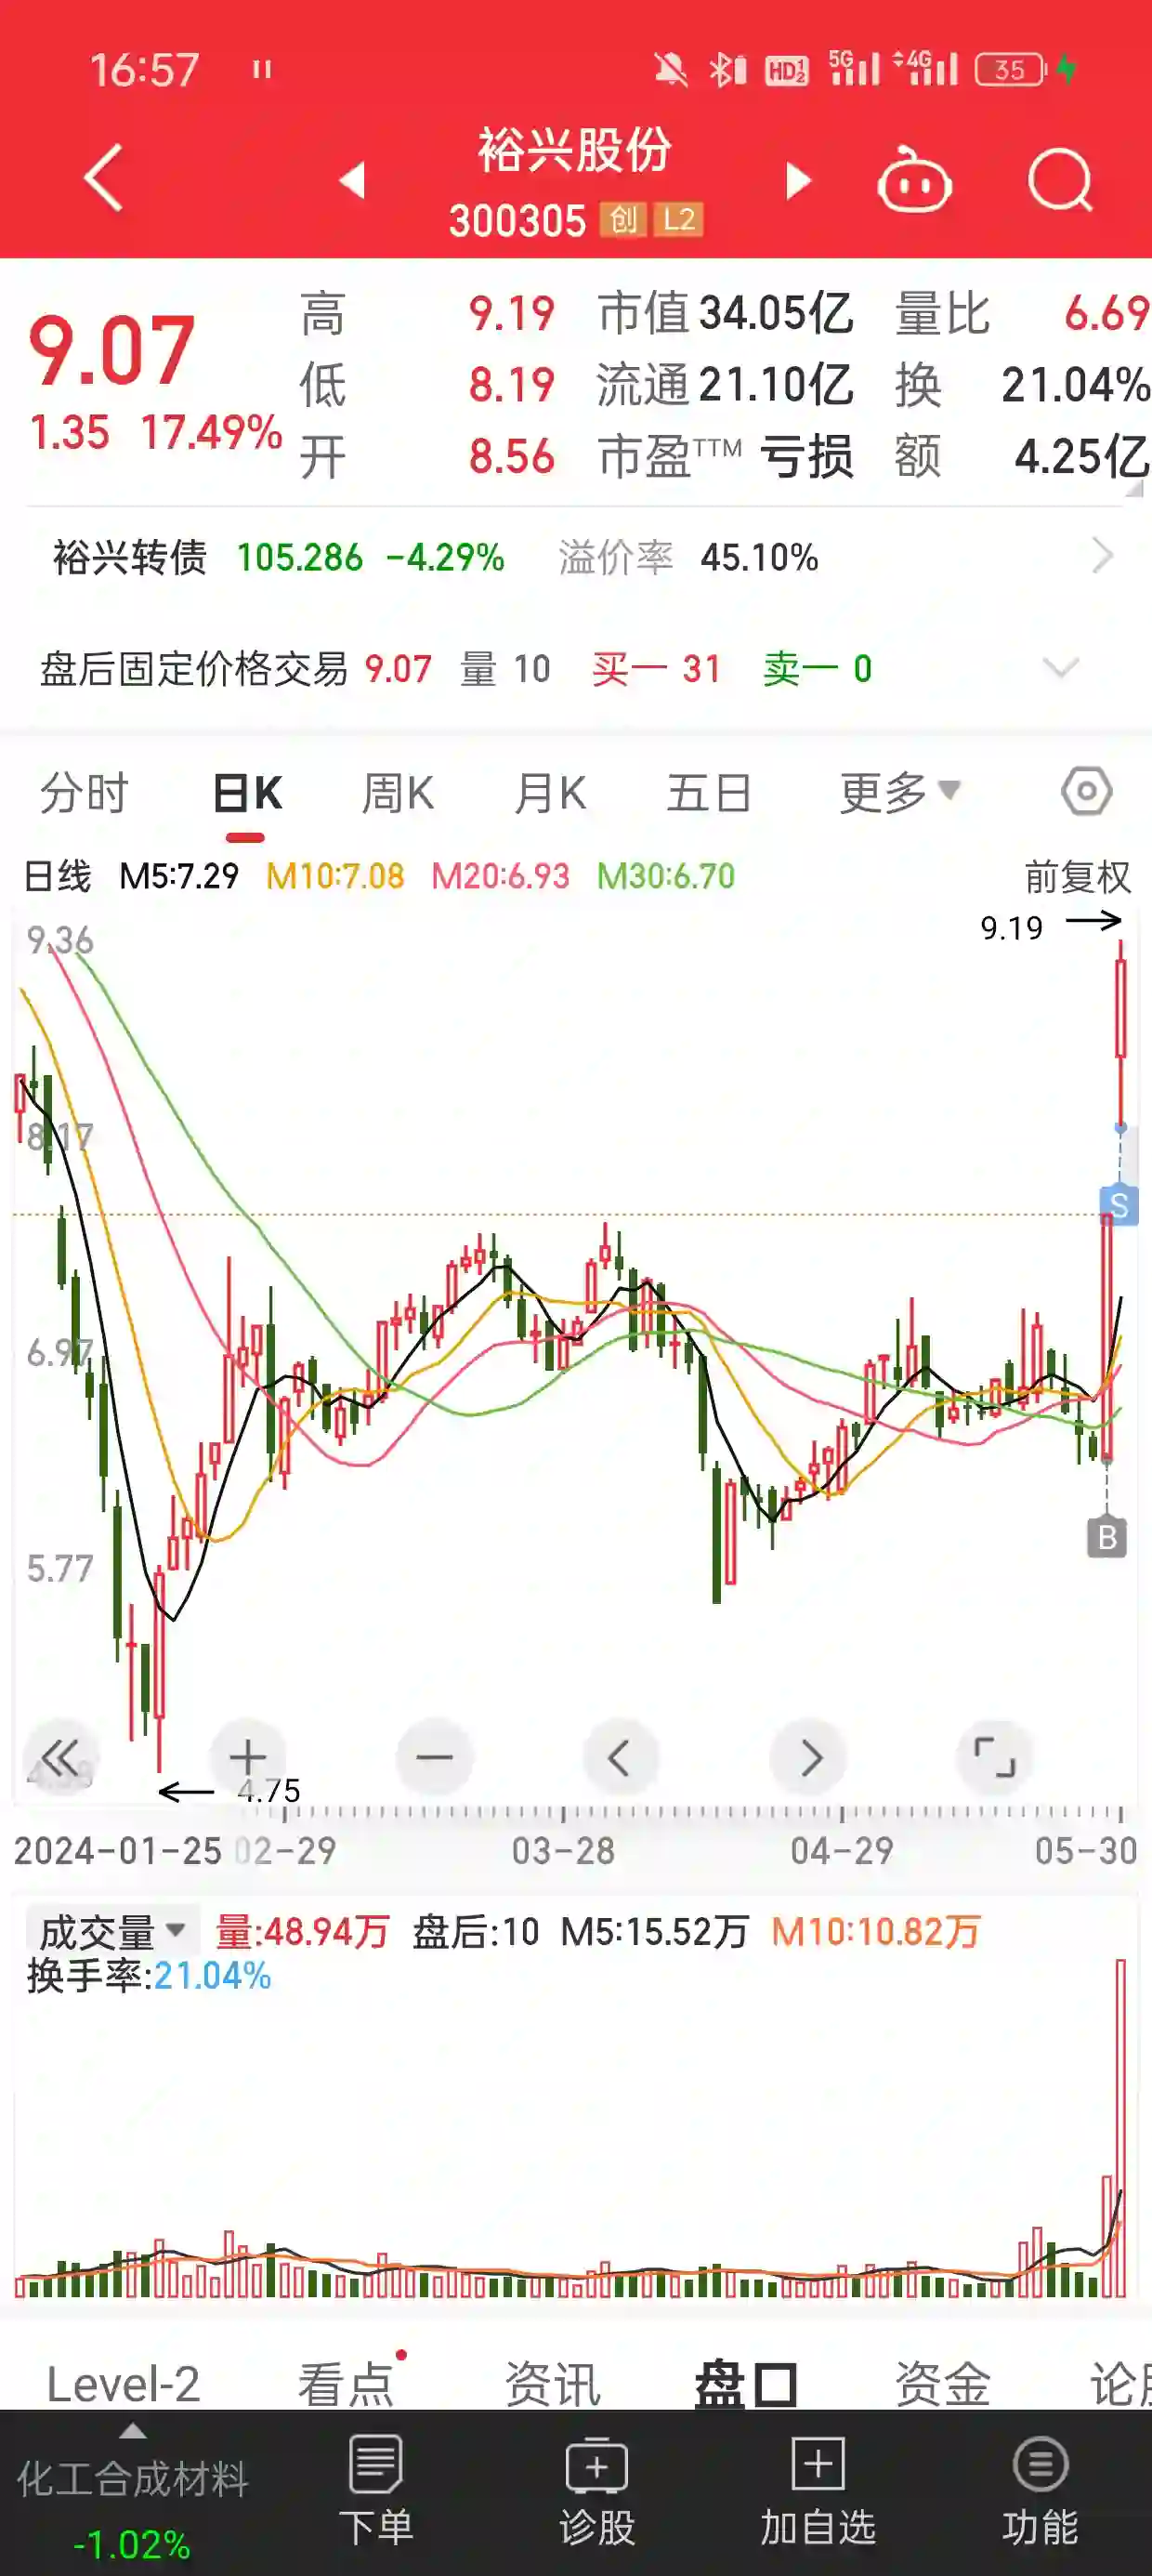 16:57 HD 1 2 5G 4G 35
裕兴股份
300305 创 L2
9.07
1.35 17.49%
高 9.19 市值 34.05亿 量比 6.69
低 8.19 流通 21.10亿 换 21.04%
开 8.56 市盈TTM 亏损 额 4.25亿
裕兴转债 105.286 -4.29% 溢价率 45.10%
盘后固定价格交易 9.07 量 10 买一 31 卖一 0
分时 日K 周K 月K 五日 更多
日线 M5:7.29 M10:7.08 M20:6.93 M30:6.70 前复权
9.19
9.36
8.17
S
6.97
B
5.77
4.75
2024-01-25 02-29 03-28 04-29 05-30
成交量 量:48.94万 盘后:10 M5:15.52万 M10:10.82万
换手率:21.04%
Level-2 看点 资讯 盘口 资金
化工合成材料
-1.02%
下单 诊股 加自选 功能